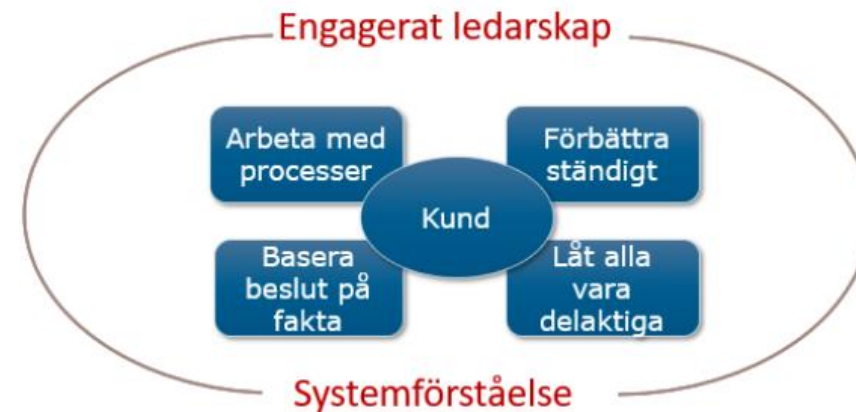 Engagerat ledarskap
Arbeta med
processer
Förbättra
ständigt
Kund
Basera
beslut på
fakta
Låt alla
vara
delaktiga
Systemförståelse